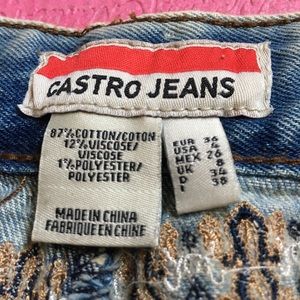 CASTRO JEANS
87%COTTON/COTON
12%VISCOSE/
VISCOSE
1%POLYESTER/
POLYESTER
MADE IN CHINA
FABRIQUE EN CHINE
EUR 36
USA 4
MEX 26
UK 8
F 34
D 38